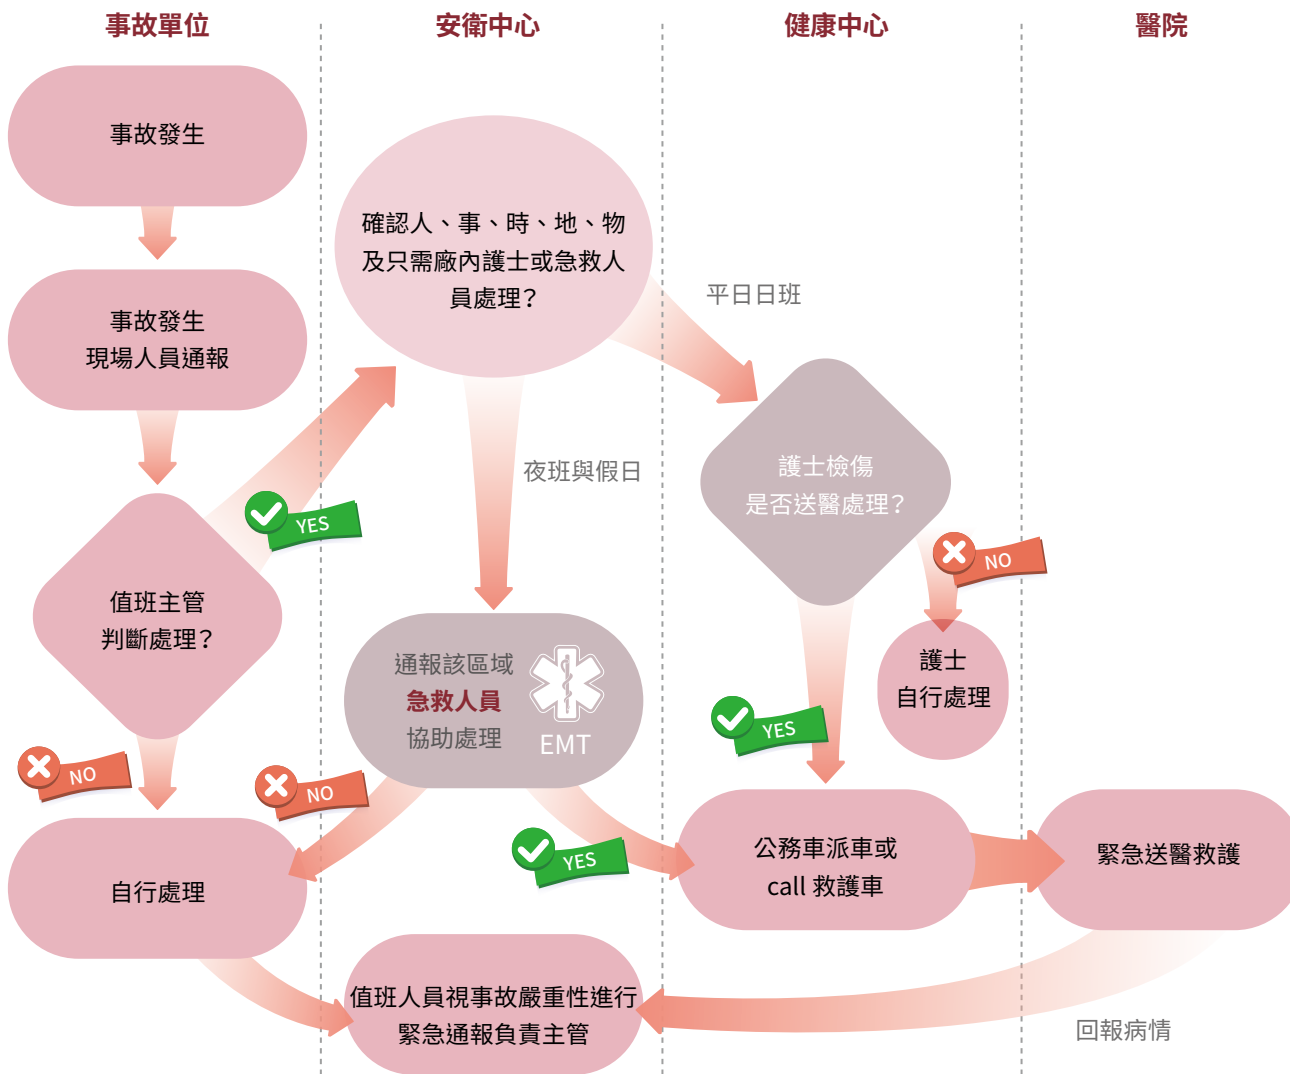 事故單位
安衛中心
健康中心
醫院
事故發生
事故發生
現場人員通報
值班主管
判斷處理？
YES
NO
自行處理
確認人、事、時、地、物
及只需廠內護士或急救人
員處理？
平日日班
夜班與假日
通報該區域
急救人員
協助處理
EMT
NO
YES
護士檢傷
是否送醫處理？
NO
護士
自行處理
YES
公務車派車或
call 救護車
緊急送醫救護
值班人員視事故嚴重性進行
緊急通報負責主管
回報病情